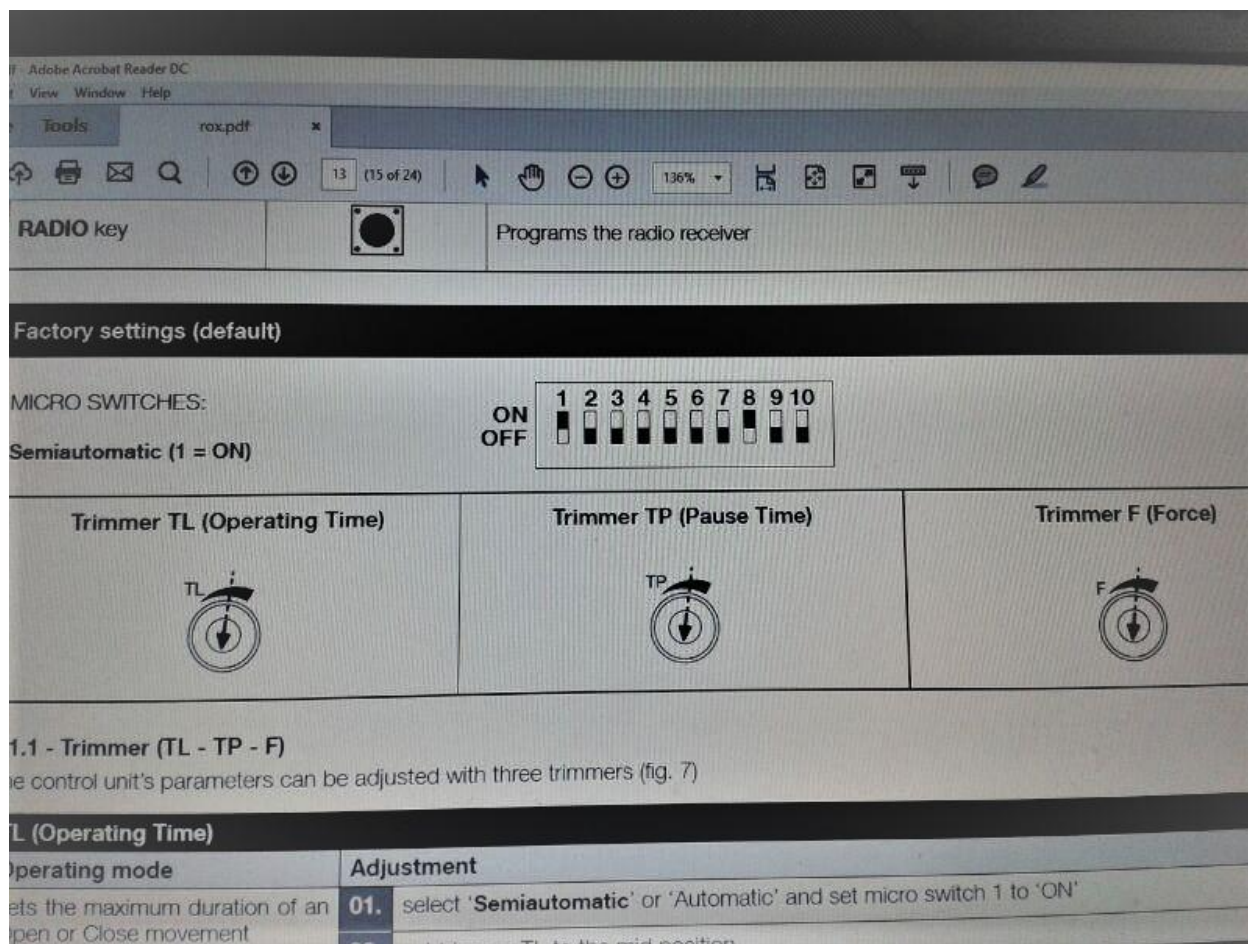 - Adobe Acrobat Reader DC
View Window Help
Tools rox.pdf ×
13 (15 of 24) 136%
RADIO key Programs the radio receiver
Factory settings (default)
MICRO SWITCHES:
1 2 3 4 5 6 7 8 9 10
ON
OFF
Semiautomatic (1 = ON)
Trimmer TL (Operating Time) Trimmer TP (Pause Time) Trimmer F (Force)
TL TP F
1.1 - Trimmer (TL - TP - F)
e control unit's parameters can be adjusted with three trimmers (fig. 7)
L (Operating Time)
perating mode Adjustment
ets the maximum duration of an 01. select 'Semiautomatic' or 'Automatic' and set micro switch 1 to 'ON'
pen or Close movement
TL to the mid position